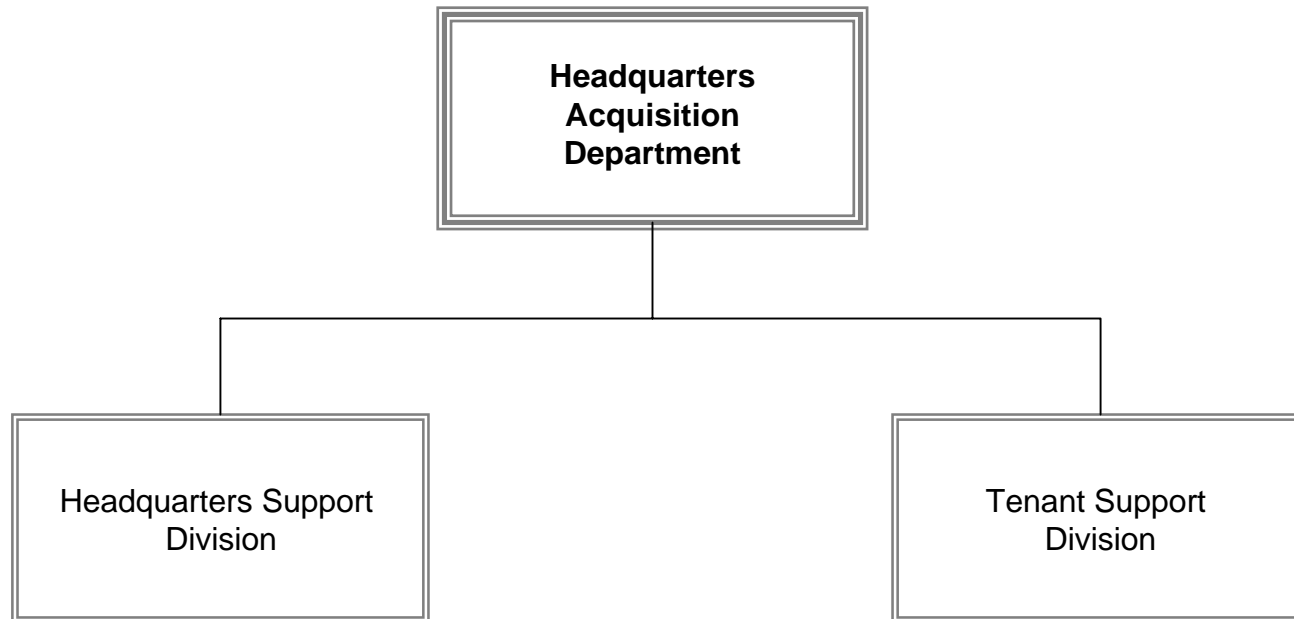 Headquarters
Acquisition
Department
Headquarters Support
Division
Tenant Support
Division